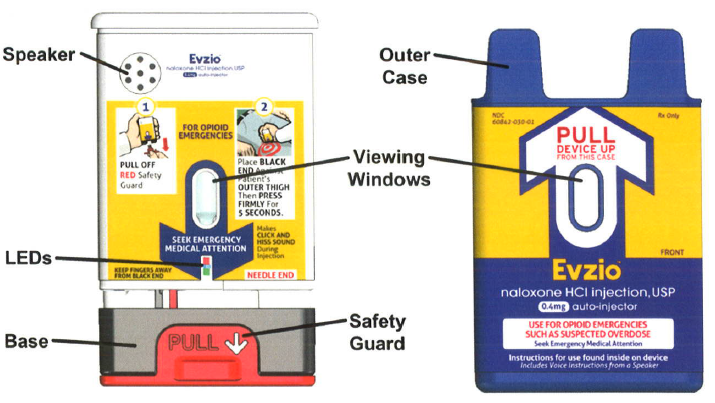 Speaker
Evzio
naloxone HCl injection, USP
0.4mg auto-injector
1
2
FOR OPIOID
EMERGENCIES
PULL OFF
RED Safety
Guard
Place BLACK
END Against
Patient's
OUTER THIGH
Then PRESS
FIRMLY For
5 SECONDS.
SEEK EMERGENCY
MEDICAL ATTENTION
Makes
CLICK AND
HISS SOUND
During
Injection
LEDs
KEEP FINGERS AWAY
FROM BLACK END
NEEDLE END
Base
PULL
Safety
Guard
Viewing
Windows
Outer
Case
NDC
60842-030-01
Rx Only
PULL
DEVICE UP
FROM THIS CASE
FRONT
Evzio
naloxone HCl injection, USP
0.4mg auto-injector
USE FOR OPIOID EMERGENCIES
SUCH AS SUSPECTED OVERDOSE
Seek Emergency Medical Attention
Instructions for use found inside on device
Includes Voice Instructions from a Speaker